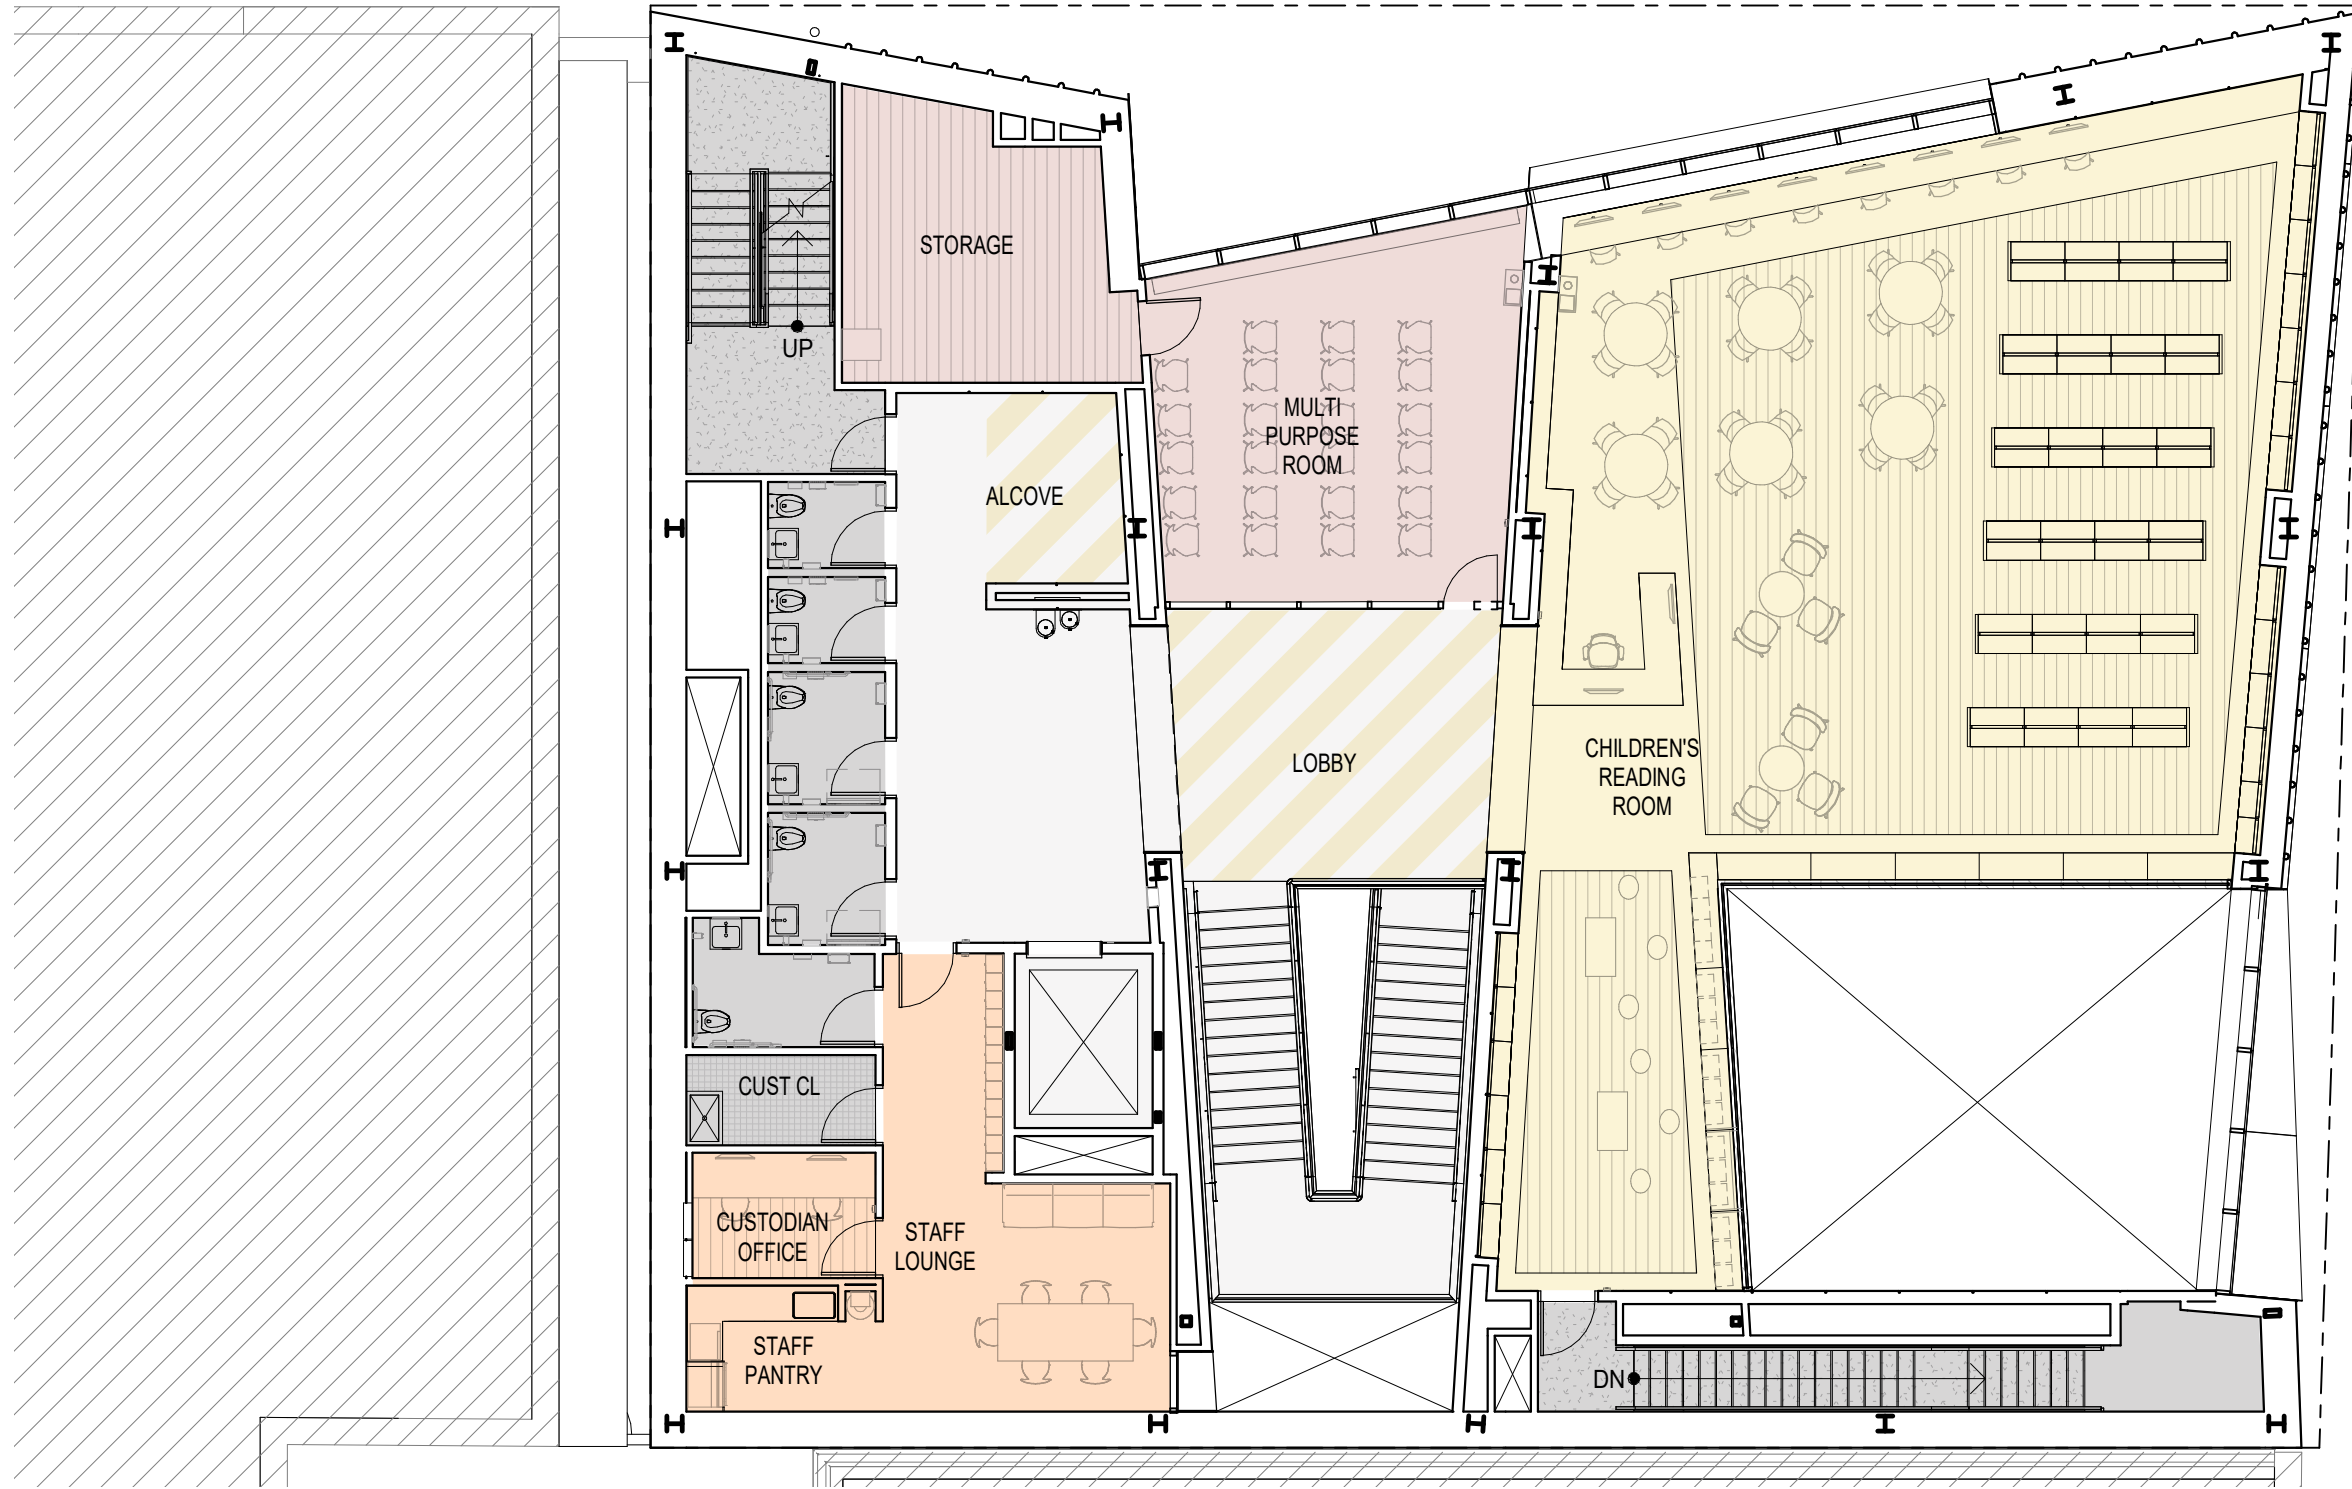 STORAGE
UP
MULTI
PURPOSE
ROOM
ALCOVE
LOBBY
CHILDREN'S
READING
ROOM
CUST CL
CUSTODIAN
OFFICE
STAFF
LOUNGE
STAFF
PANTRY
DN